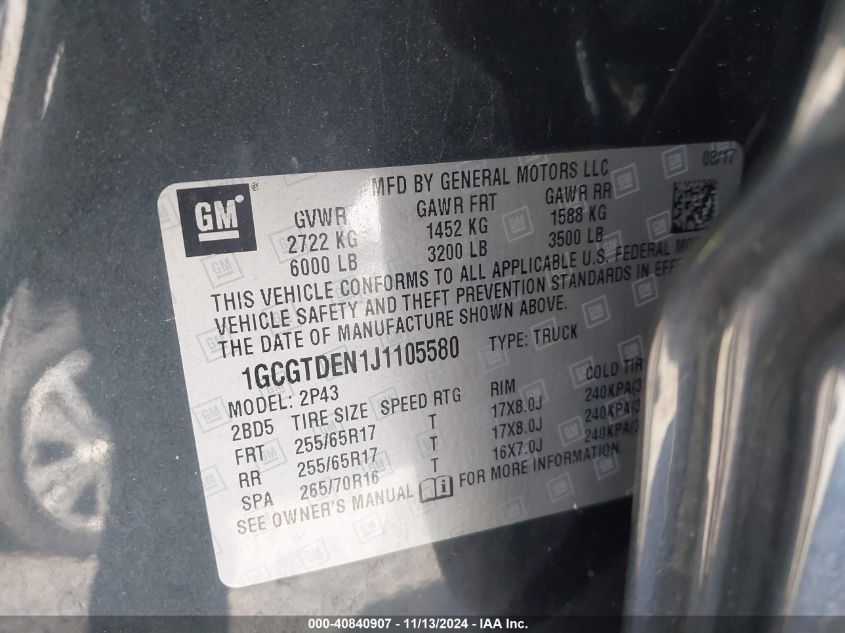 08/17
GM ® MFD BY GENERAL MOTORS LLC
GVWR GAWR FRT GAWR RR
2722 KG 1452 KG 1588 KG
6000 LB 3200 LB 3500 LB
THIS VEHICLE CONFORMS TO ALL APPLICABLE U.S. FEDERAL
VEHICLE SAFETY AND THEFT PREVENTION STANDARDS IN
THE DATE OF MANUFACTURE SHOWN ABOVE.
1GCGTDEN1J1105580 TYPE: TRUCK
MODEL: 2P43
2BD5 TIRE SIZE SPEED RTG RIM COLD
FRT 255/65R17 T 17X8.0J 240KPA
RR 255/65R17 T 17X8.0J 240KPA
SPA 265/70R16 T 16X7.0J 240KPA
SEE OWNER'S MANUAL FOR MORE INFORMATION.
000-40840907 - 11/13/2024 - IAA Inc.